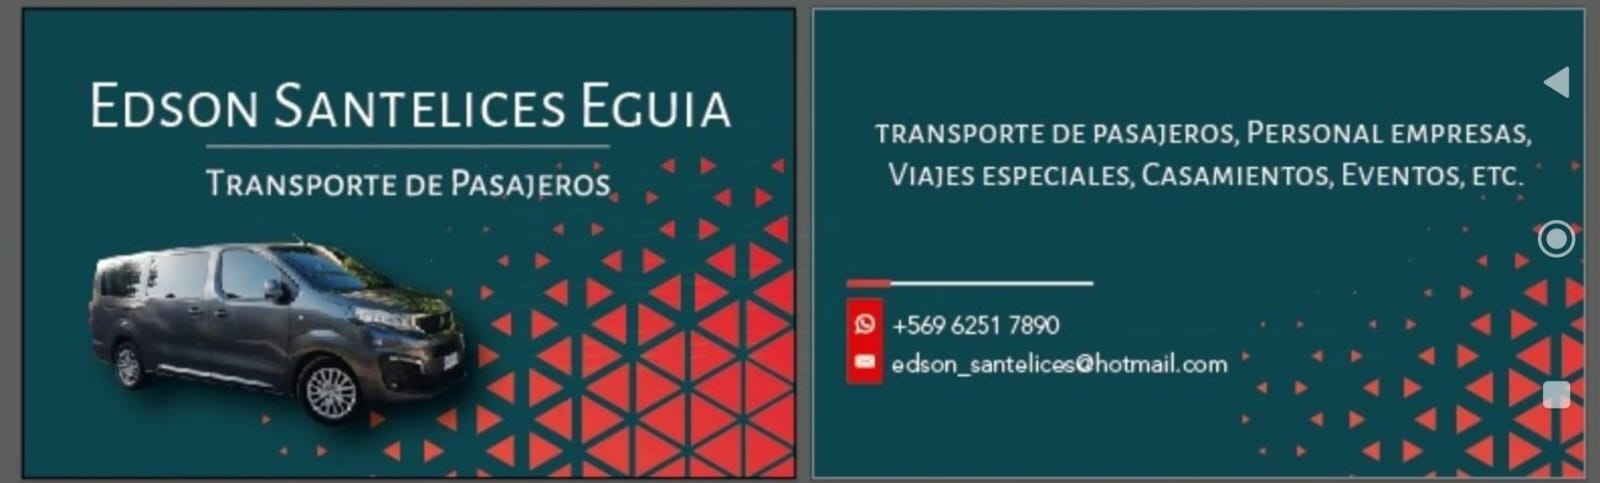 Edson Santelices Eguia
Transporte de Pasajeros
transporte de pasajeros, Personal empresas,
Viajes especiales, Casamientos, Eventos, etc.
+569 6251 7890
edson_santelices@hotmail.com